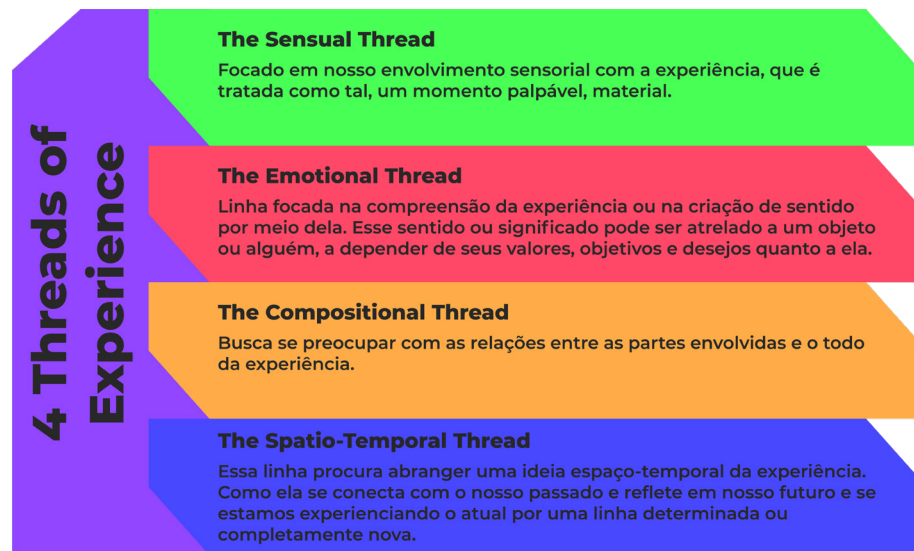 4 Threads of
Experience
The Sensual Thread
Focado em nosso envolvimento sensorial com a experiência, que é
tratada como tal, um momento palpável, material.
The Emotional Thread
Linha focada na compreensão da experiência ou na criação de sentido
por meio dela. Esse sentido ou significado pode ser atrelado a um objeto
ou alguém, a depender de seus valores, objetivos e desejos quanto a ela.
The Compositional Thread
Busca se preocupar com as relações entre as partes envolvidas e o todo
da experiência.
The Spatio-Temporal Thread
Essa linha procura abranger uma ideia espaço-temporal da experiência.
Como ela se conecta com o nosso passado e reflete em nosso futuro e se
estamos experienciando o atual por uma linha determinada ou
completamente nova.